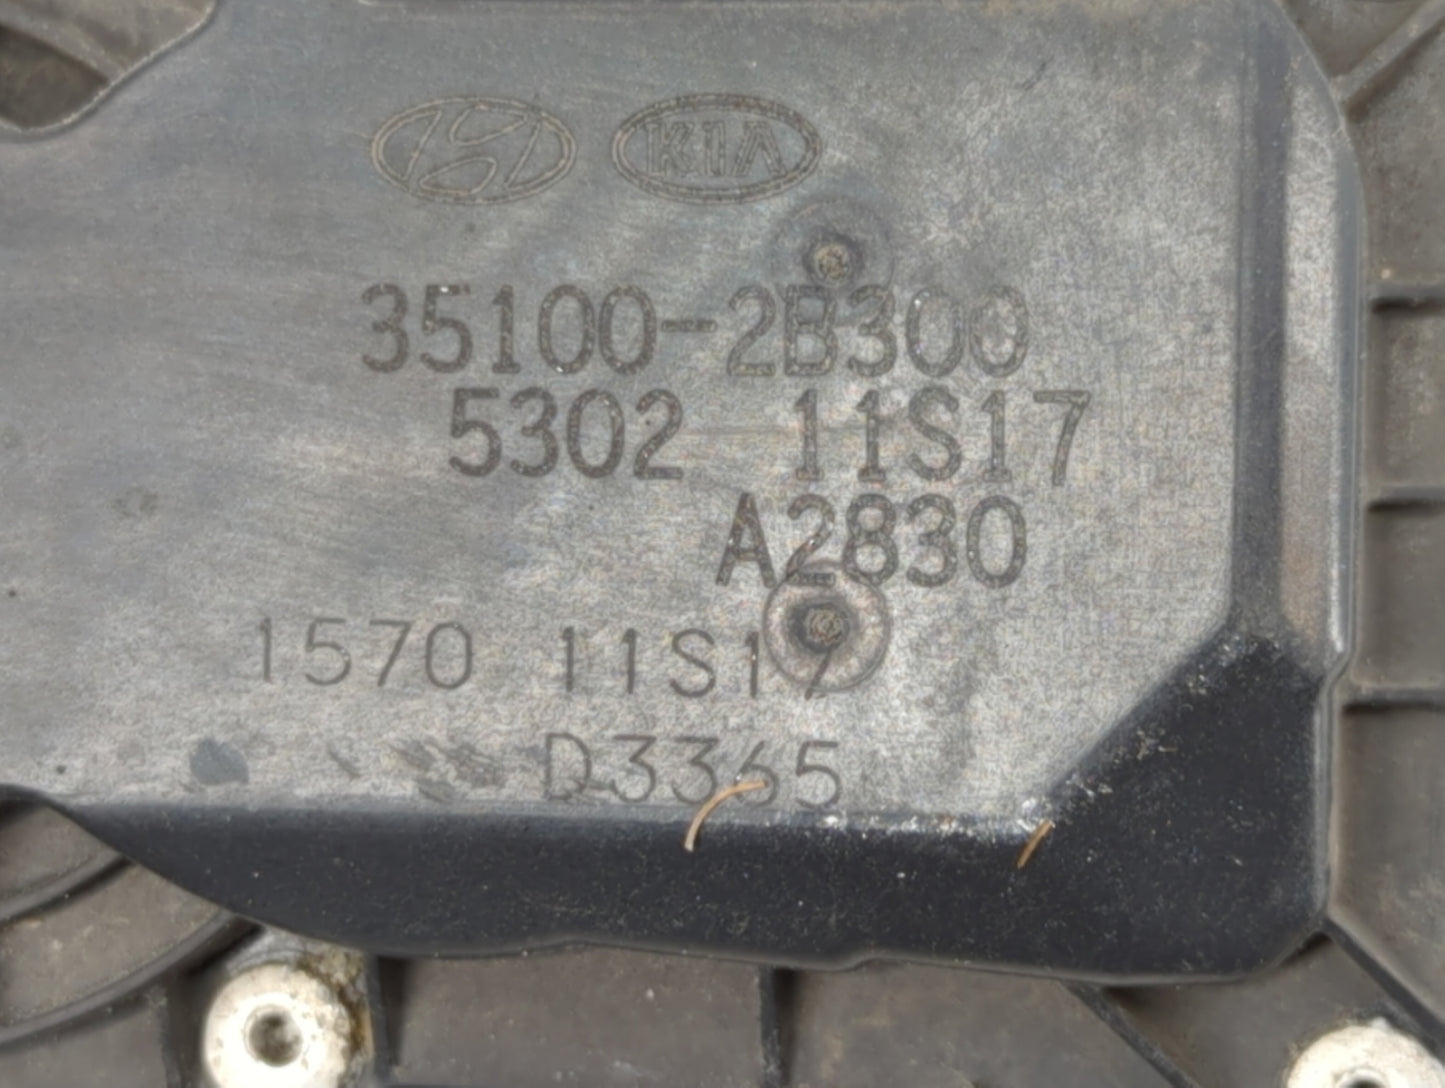 KIA
35100-2B300
5302 11S17
A2830
1570 11S17
D3365